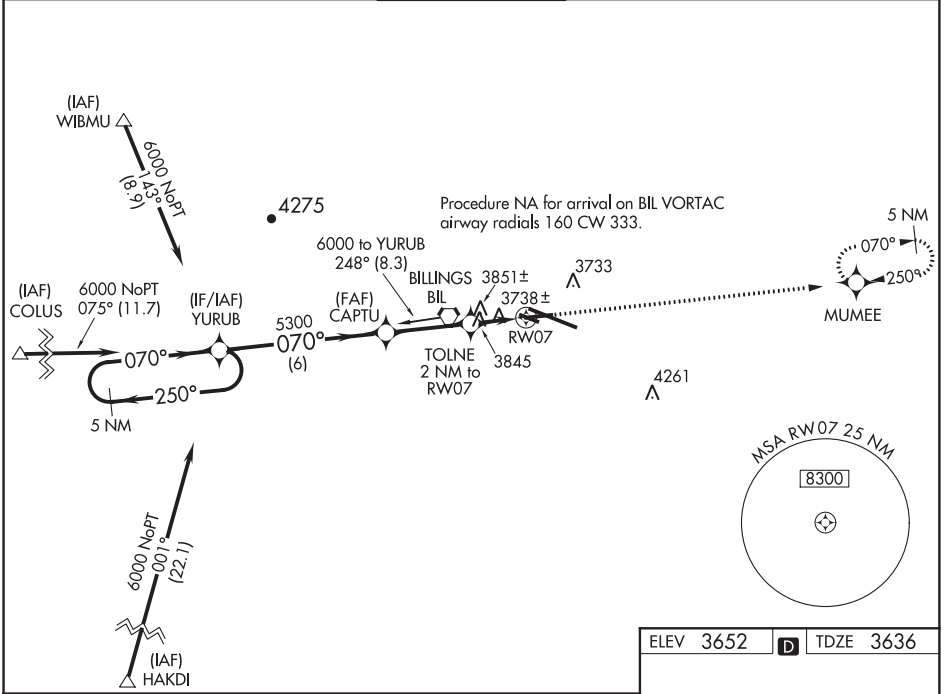 (IAF)
WIBMU
6000 NoPT
143°
(8.9)
4275
Procedure NA for arrival on BIL VORTAC
airway radials 160 CW 333.
5 NM
070°
250°
MUMEE
6000 to YURUB
248° (8.3)
BILLINGS
BIL
3851±
3733
3738±
(IAF)
COLUS
6000 NoPT
075° (11.7)
(IF/IAF)
YURUB
(FAF)
CAPTU
5300
070°
(6)
RW07
070°
250°
5 NM
TOLNE
2 NM to
RW07
3845
4261
MSA RW07 25 NM
8300
6000 NoPT
001°
(22.1)
(IAF)
HAKDI
ELEV 3652 D TDZE 3636